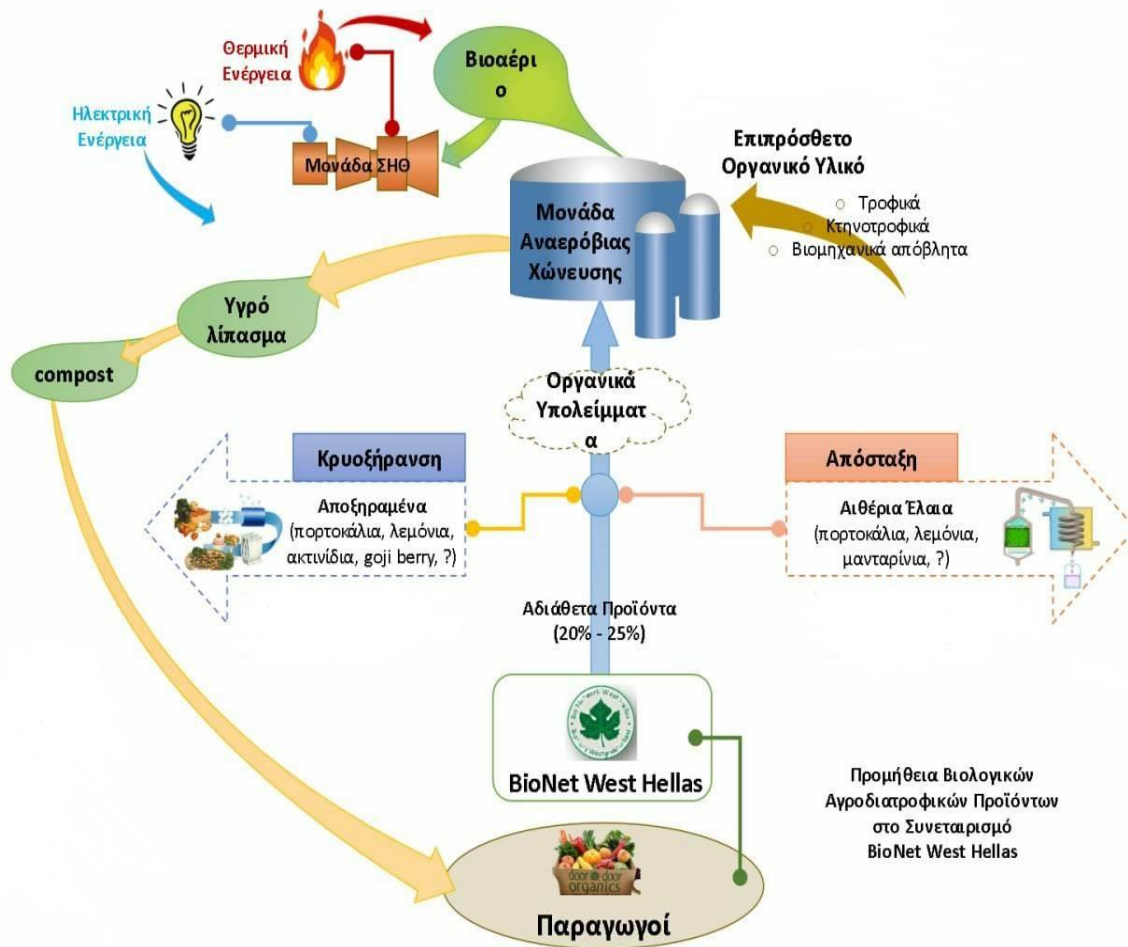 Θερμική
Ενέργεια
Βιοαέρι
ο
Ηλεκτρική
Ενέργεια
Μονάδα ΣΗΘ
Επιπρόσθετο
Οργανικό Υλικό
○ Τροφικά
○ Κτηνοτροφικά
○ Βιομηχανικά απόβλητα
Μονάδα
Αναερόβιας
Χώνευσης
Υγρό
λίπασμα
compost
Οργανικά
Υπολείμματ
α
Κρυοξήρανση
Αποξηραμένα
(πορτοκάλια, λεμόνια,
ακτινίδια, goji berry, ?)
Απόσταξη
Αιθέρια Έλαια
(πορτοκάλια, λεμόνια,
μανταρίνια, ?)
Αδιάθετα Προϊόντα
(20% - 25%)
BioNet West Hellas
Προμήθεια Βιολογικών
Αγροδιατροφικών Προϊόντων
στο Συνεταιρισμό
BioNet West Hellas
door to door
organics
Παραγωγοί